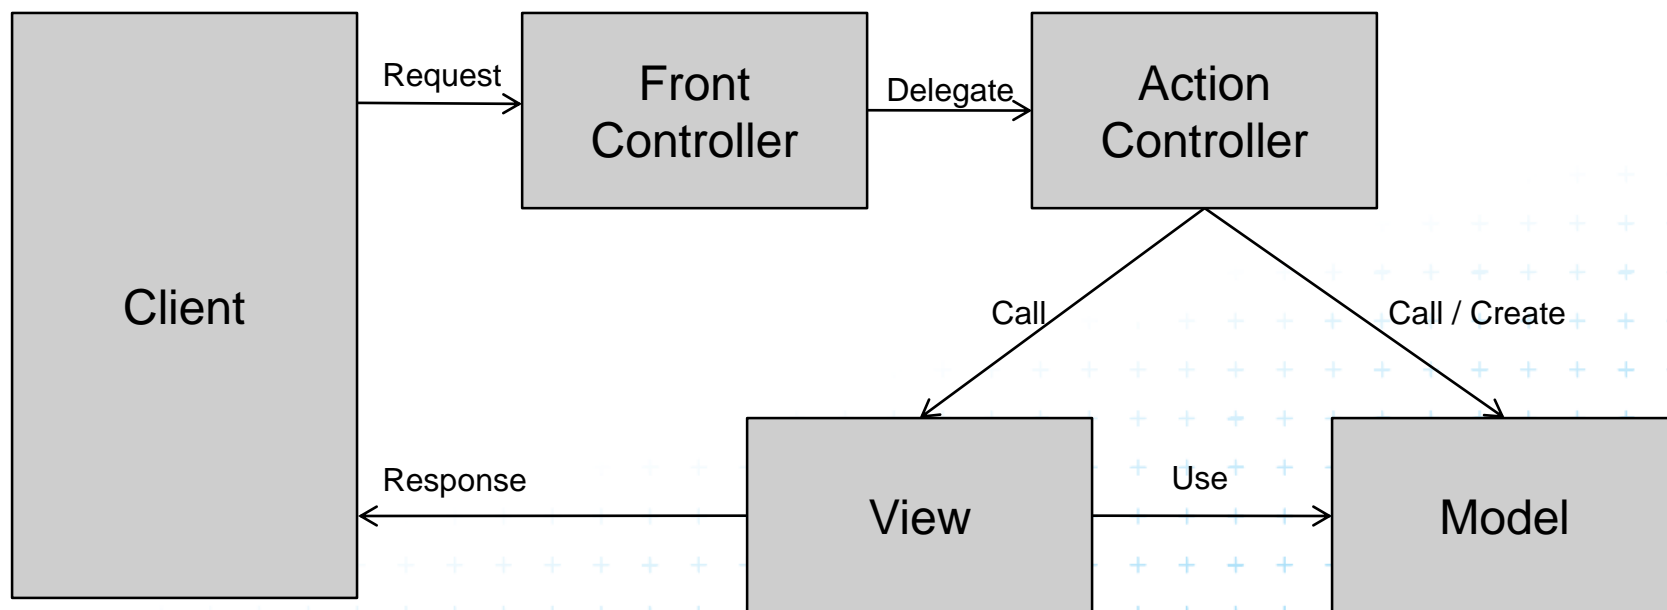 Request
Front
Controller
Delegate
Action
Controller
Client
Call
Call / Create
Response
View
Use
Model